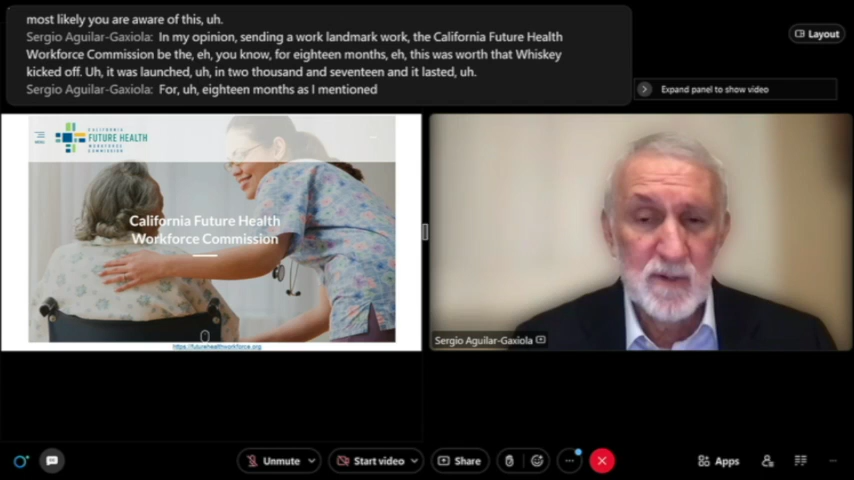 most likely you are aware of this, uh.
Sergio Aguilar-Gaxiola: In my opinion, sending a work landmark work, the California Future Health
Workforce Commission be the, eh, you know, for eighteen months, eh, this was worth that Whiskey
kicked off. Uh, it was launched, uh, in two thousand and seventeen and it lasted, uh.
Sergio Aguilar-Gaxiola: For, uh, eighteen months as I mentioned
Layout
Expand panel to show video
MENU
CALIFORNIA
FUTURE HEALTH
WORKFORCE
COMMISSION
California Future Health
Workforce Commission
https://futurehealthworkforce.org
Sergio Aguilar-Gaxiola
Unmute
Start video
Share
Apps